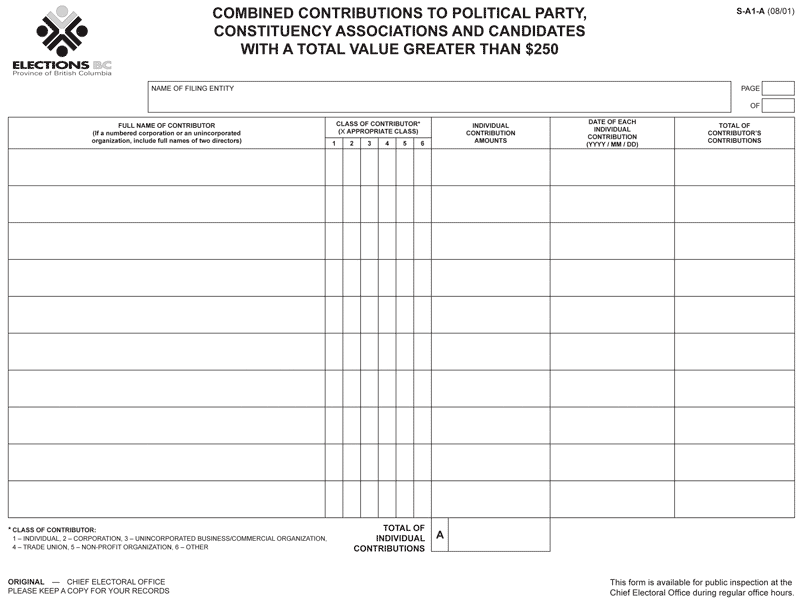 COMBINED CONTRIBUTIONS TO POLITICAL PARTY,
CONSTITUENCY ASSOCIATIONS AND CANDIDATES
WITH A TOTAL VALUE GREATER THAN $250
S-A1-A (08/01)
ELECTIONS BC
Province of British Columbia
NAME OF FILING ENTITY
PAGE
OF
FULL NAME OF CONTRIBUTOR
(if a numbered corporation or an unincorporated
organization, include full names of two directors)
CLASS OF CONTRIBUTOR*
(X APPROPRIATE CLASS)
1 2 3 4 5 6
INDIVIDUAL
CONTRIBUTION
AMOUNTS
DATE OF EACH
INDIVIDUAL
CONTRIBUTION
(YYYY / MM / DD)
TOTAL OF
CONTRIBUTOR'S
CONTRIBUTIONS
* CLASS OF CONTRIBUTOR:
1 – INDIVIDUAL, 2 – CORPORATION, 3 – UNINCORPORATED BUSINESS/COMMERCIAL ORGANIZATION,
4 – TRADE UNION, 5 – NON-PROFIT ORGANIZATION, 6 – OTHER
TOTAL OF
INDIVIDUAL
CONTRIBUTIONS
A
ORIGINAL — CHIEF ELECTORAL OFFICE
PLEASE KEEP A COPY FOR YOUR RECORDS
This form is available for public inspection at the
Chief Electoral Office during regular office hours.